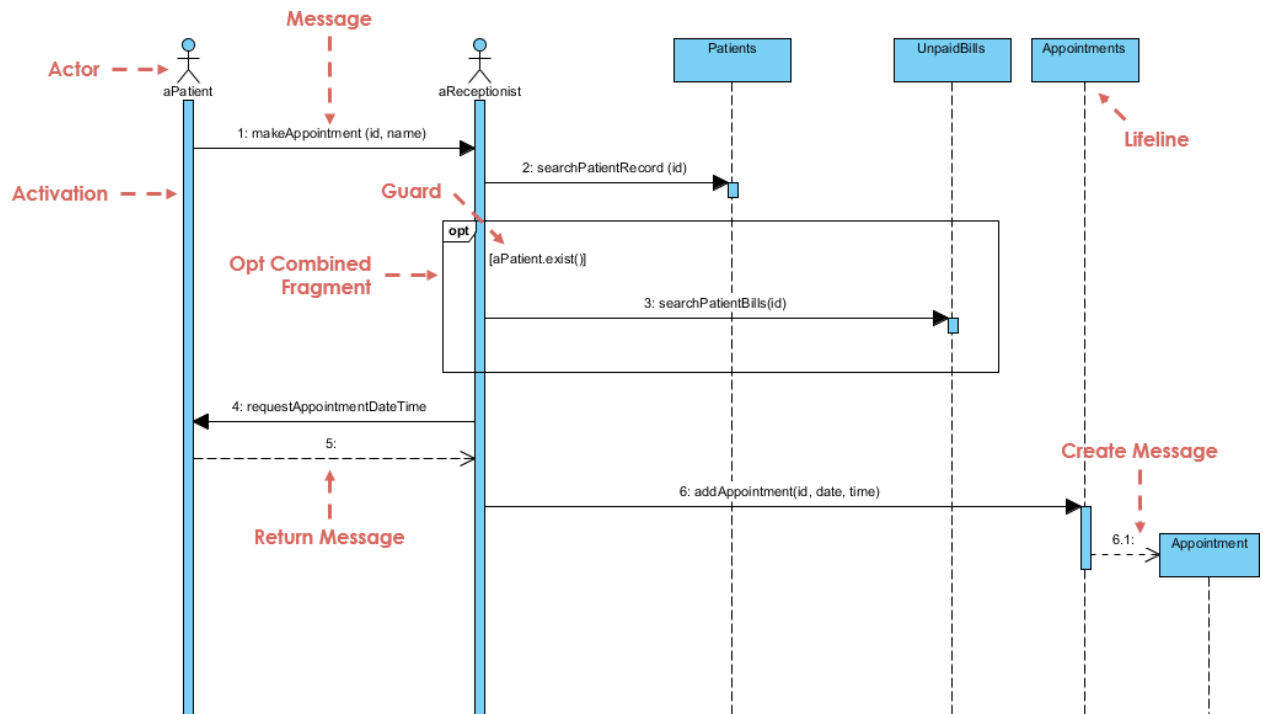 Message
Patients
UnpaidBills
Appointments
Actor
aPatient
aReceptionist
1: makeAppointment (id, name)
Lifeline
2: searchPatientRecord (id)
Activation
Guard
opt
[aPatient.exist()]
Opt Combined
Fragment
3: searchPatientBills(id)
4: requestAppointmentDateTime
5:
Create Message
6: addAppointment(id, date, time)
Return Message
6.1:
Appointment